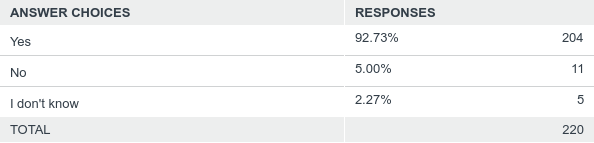 ANSWER CHOICES RESPONSES
Yes 92.73% 204
No 5.00% 11
I don't know 2.27% 5
TOTAL 220